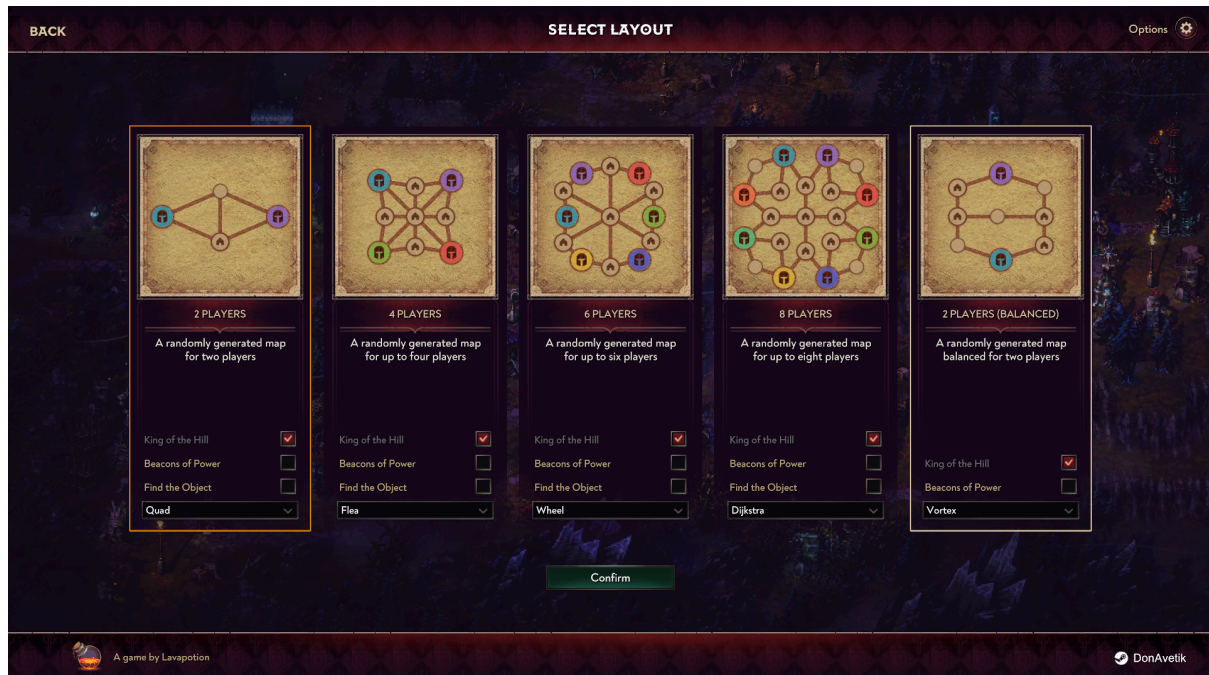 BACK
SELECT LAYOUT
Options
2 PLAYERS
A randomly generated map
for two players
King of the Hill
Beacons of Power
Find the Object
Quad
4 PLAYERS
A randomly generated map
for up to four players
King of the Hill
Beacons of Power
Find the Object
Flea
6 PLAYERS
A randomly generated map
for up to six players
King of the Hill
Beacons of Power
Find the Object
Wheel
8 PLAYERS
A randomly generated map
for up to eight players
King of the Hill
Beacons of Power
Find the Object
Dijkstra
2 PLAYERS (BALANCED)
A randomly generated map
balanced for two players
King of the Hill
Beacons of Power
Vortex
Confirm
A game by Lavapotion
DonAvetik